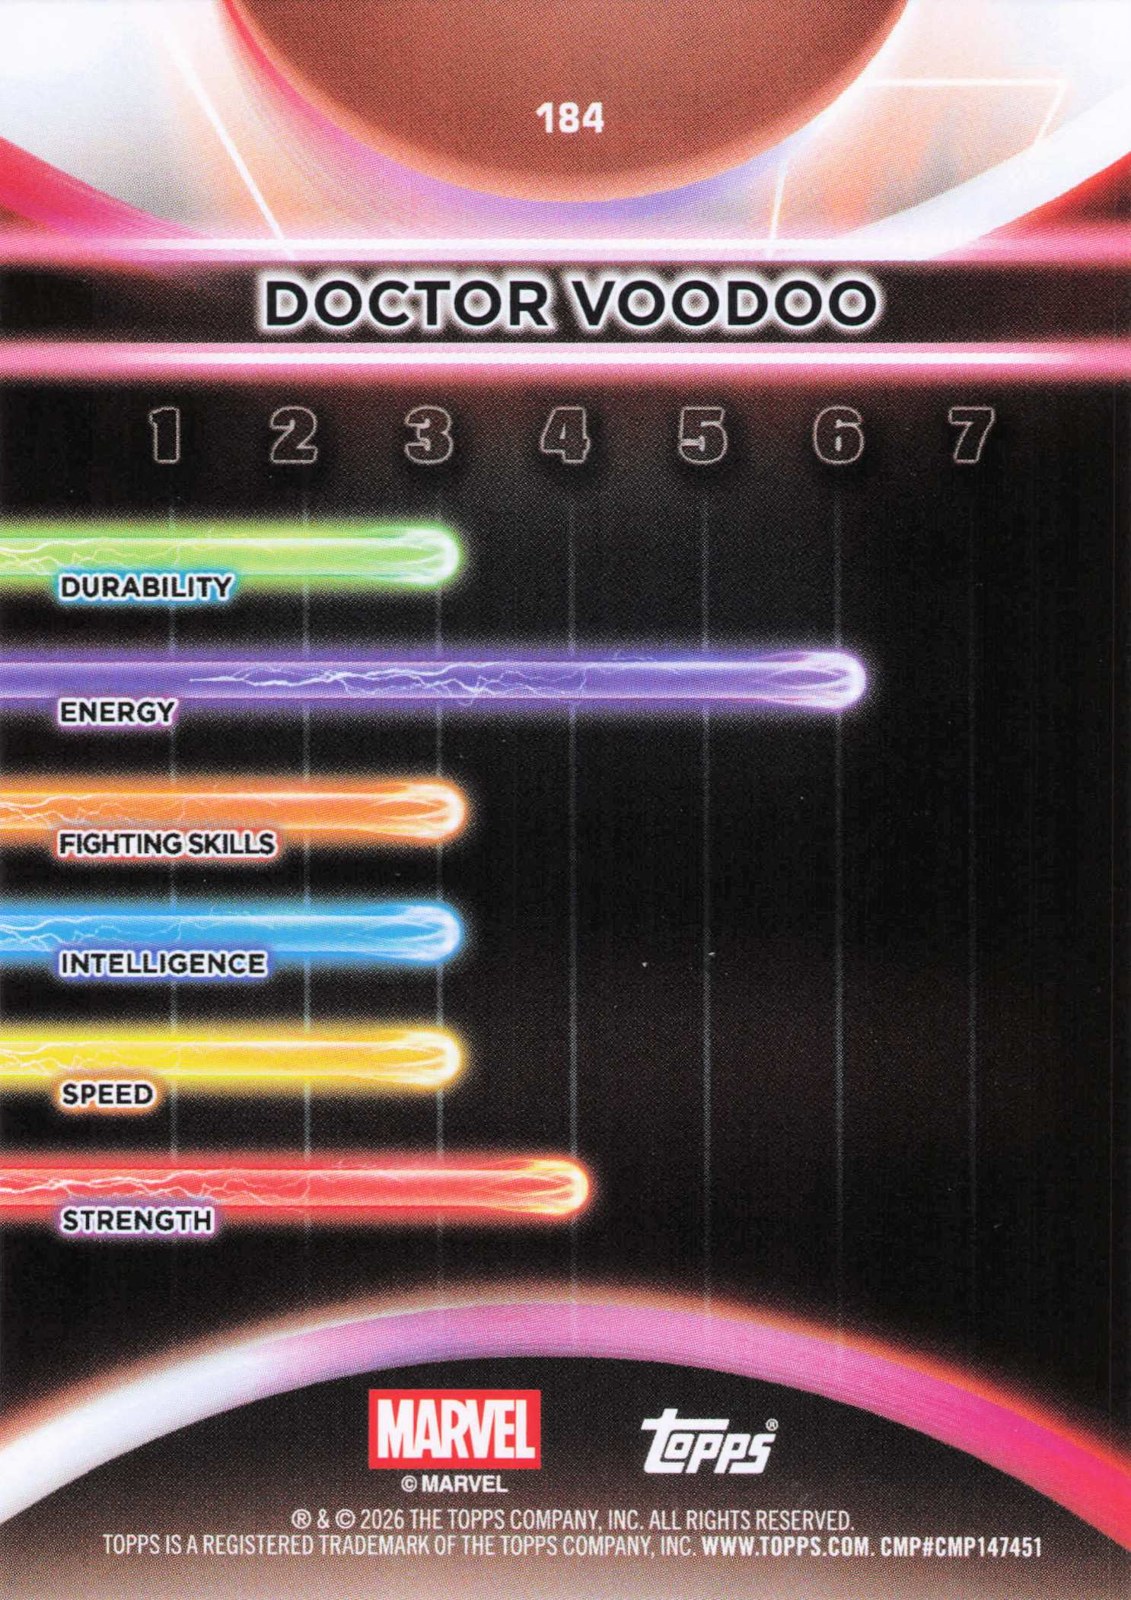 184
DOCTOR VOODOO
1 2 3 4 5 6 7
DURABILITY
ENERGY
FIGHTING SKILLS
INTELLIGENCE
SPEED
STRENGTH
MARVEL
© MARVEL
TOPPS®
® & © 2026 THE TOPPS COMPANY, INC. ALL RIGHTS RESERVED.
TOPPS IS A REGISTERED TRADEMARK OF THE TOPPS COMPANY, INC. WWW.TOPPS.COM. CMP#CMP147451